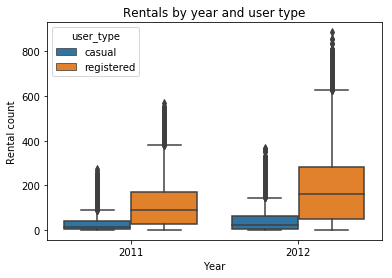 Rentals by year and user type
user_type
casual
registered
Rental count
800
600
400
200
0
2011
2012
Year